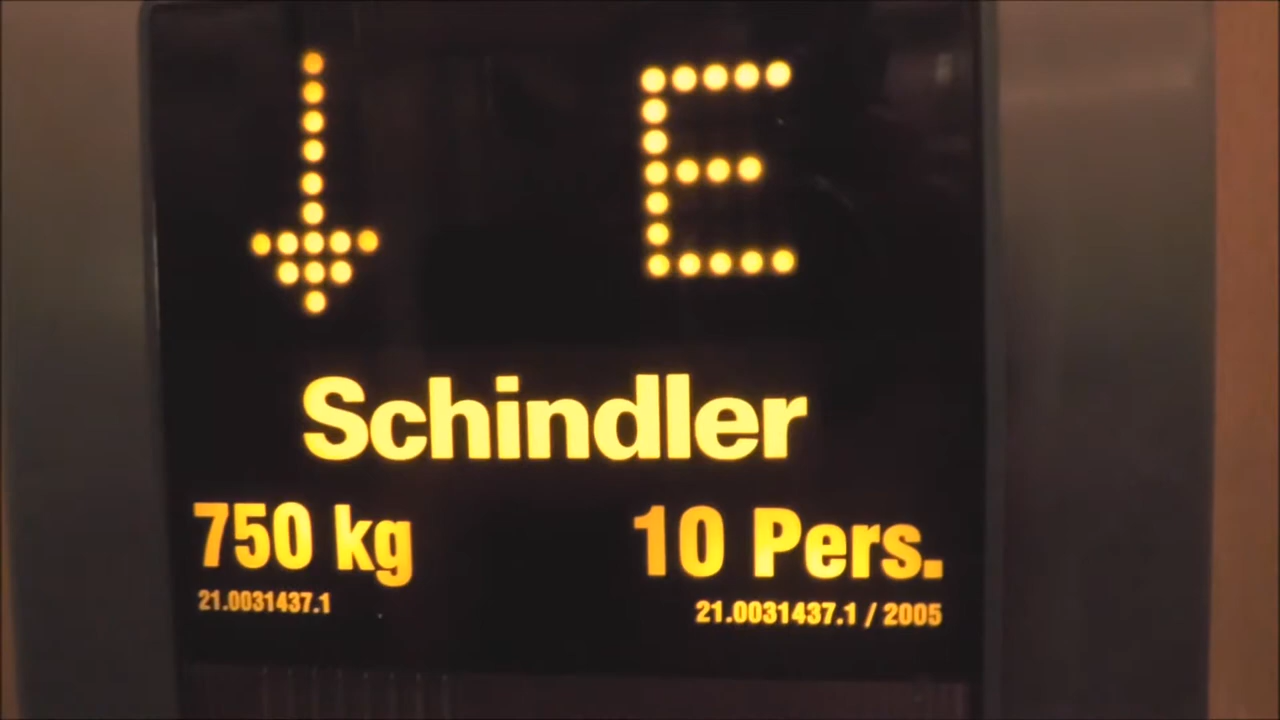 ↓ E
Schindler
750 kg 10 Pers.
21.0031437.1 21.0031437.1 / 2005